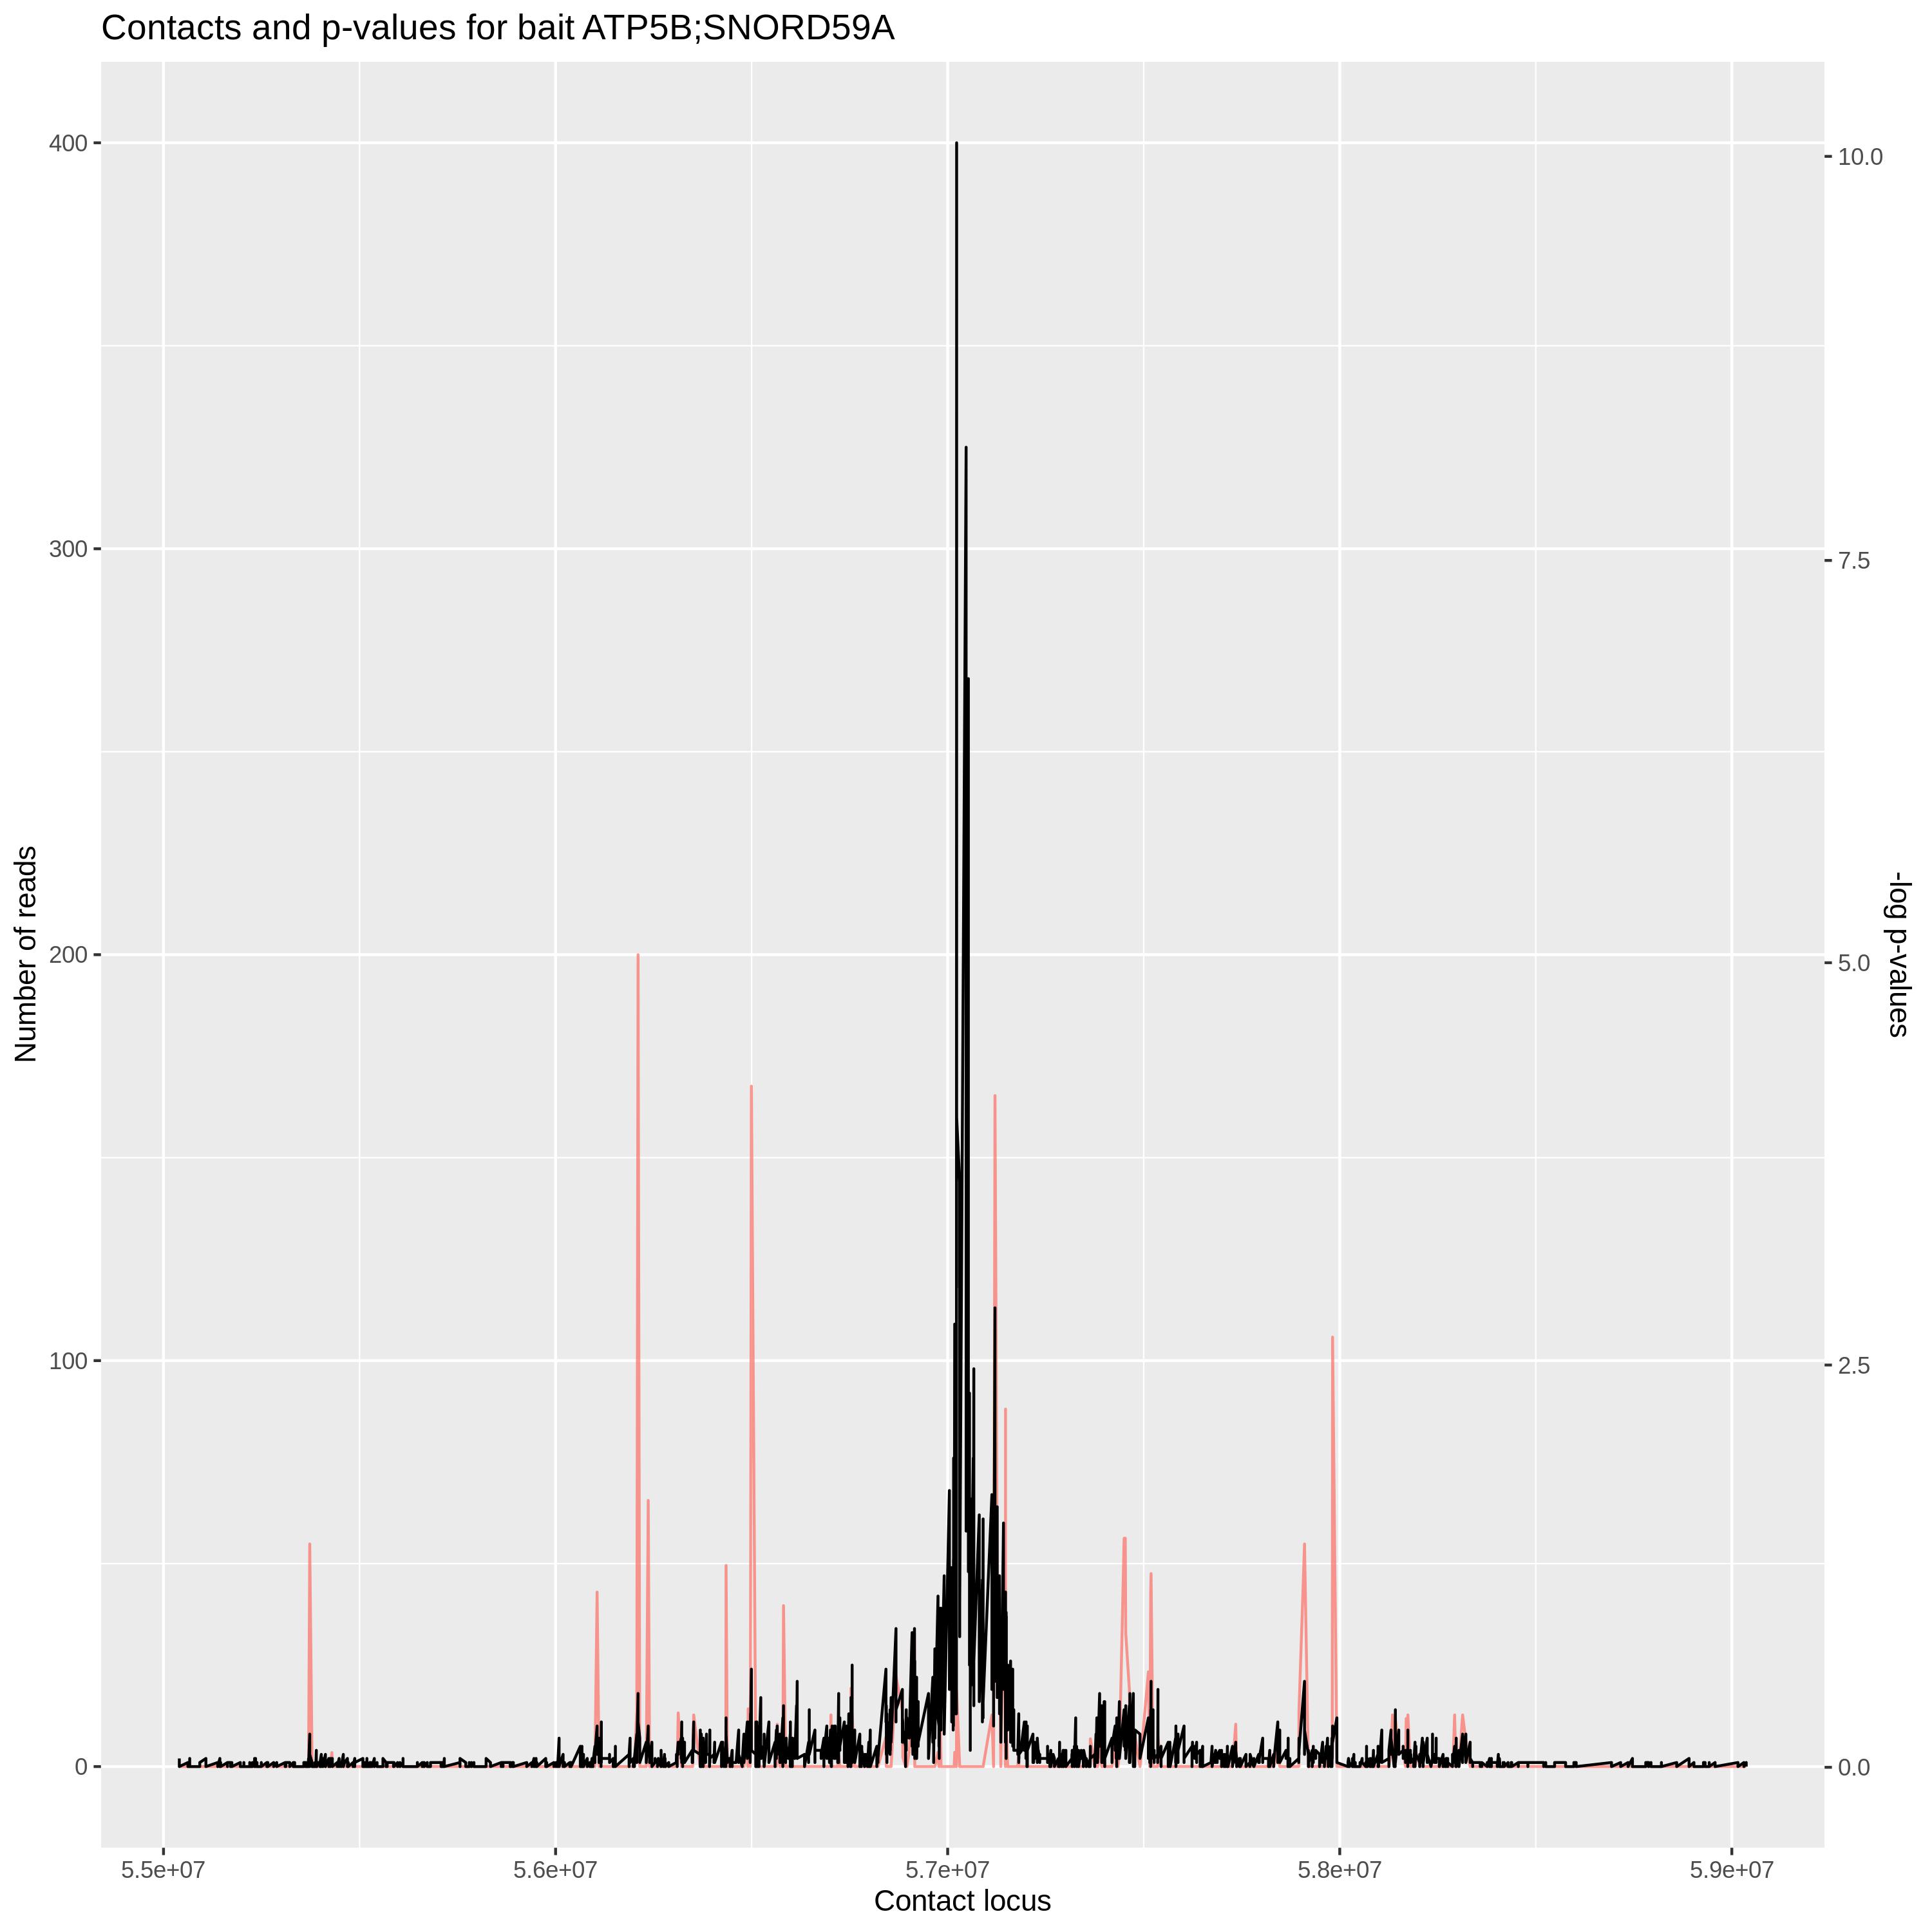 Contacts and p-values for bait ATP5B;SNORD59A
400
300
200
100
0
Number of reads
10.0
7.5
5.0
2.5
0.0
-log p-values
5.5e+07 5.6e+07 5.7e+07 5.8e+07 5.9e+07
Contact locus